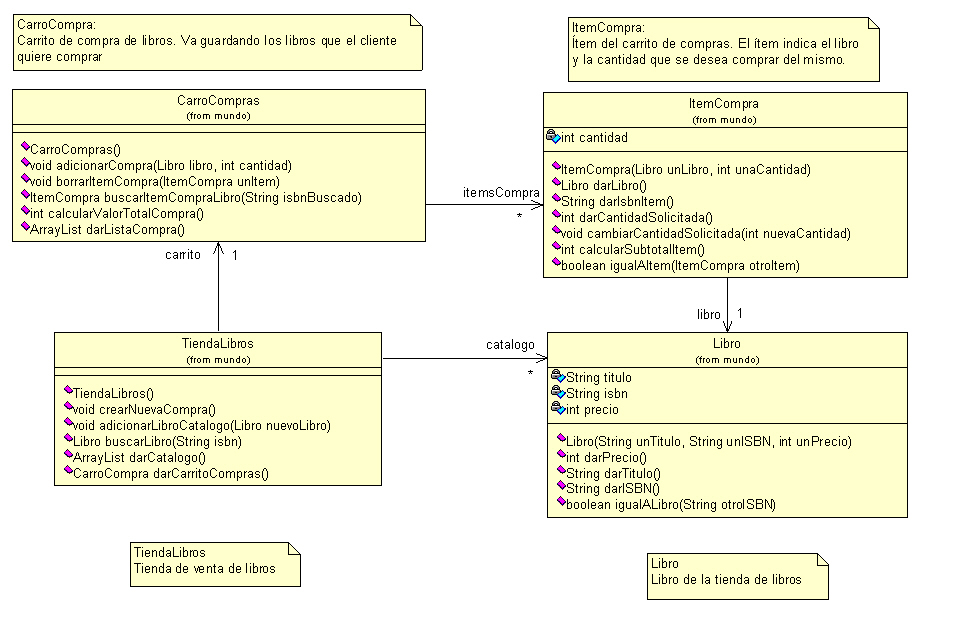 CarroCompra:
Carrito de compra de libros. Va guardando los libros que el cliente
quiere comprar
ItemCompra:
Ítem del carrito de compras. El ítem indica el libro
y la cantidad que se desea comprar del mismo.
CarroCompras
(from mundo)
CarroCompras()
void adicionarCompra(Libro libro, int cantidad)
void borrarItemCompra(ItemCompra unItem)
ItemCompra buscarItemCompraLibro(String isbnBuscado)
int calcularValorTotalCompra()
ArrayList darListaCompra()
itemsCompra
*
ItemCompra
(from mundo)
int cantidad
ItemCompra(Libro unLibro, int unaCantidad)
Libro darLibro()
String darIsbnItem()
int darCantidadSolicitada()
void cambiarCantidadSolicitada(int nuevaCantidad)
int calcularSubtotalItem()
boolean igualAItem(ItemCompra otroItem)
carrito 1
libro 1
TiendaLibros
(from mundo)
TiendaLibros()
void crearNuevaCompra()
void adicionarLibroCatalogo(Libro nuevoLibro)
Libro buscarLibro(String isbn)
ArrayList darCatalogo()
CarroCompra darCarritoCompras()
catalogo
*
Libro
(from mundo)
String titulo
String isbn
int precio
Libro(String unTitulo, String unISBN, int unPrecio)
int darPrecio()
String darTitulo()
String darISBN()
boolean igualALibro(String otroISBN)
TiendaLibros
Tienda de venta de libros
Libro
Libro de la tienda de libros